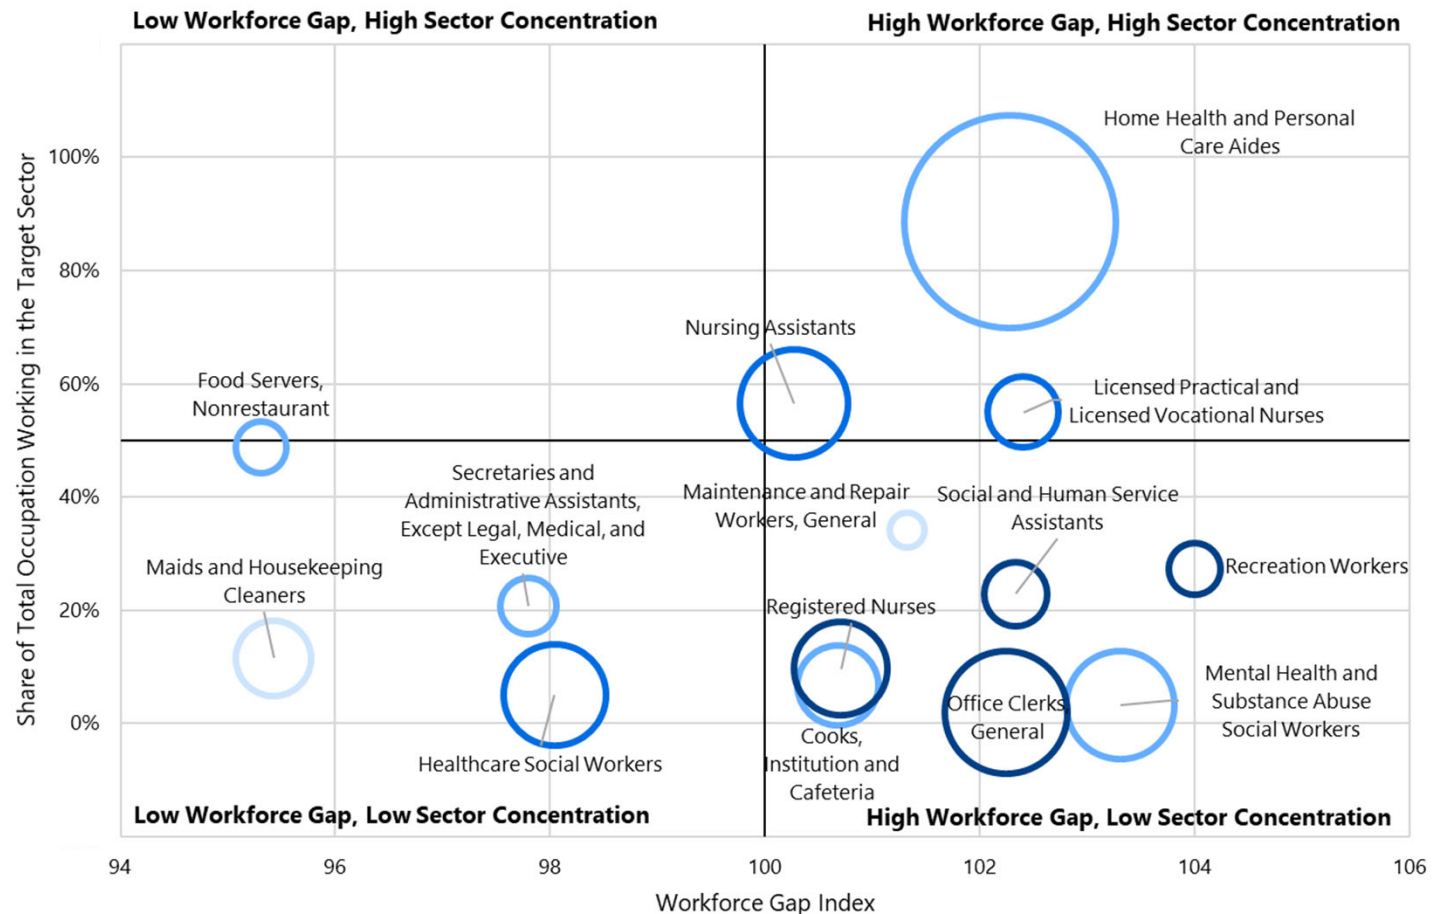 Low Workforce Gap, High Sector Concentration
High Workforce Gap, High Sector Concentration
Share of Total Occupation Working in the Target Sector
100%
80%
60%
40%
20%
0%
Home Health and Personal
Care Aides
Nursing Assistants
Food Servers,
Nonrestaurant
Licensed Practical and
Licensed Vocational Nurses
Secretaries and
Administrative Assistants,
Except Legal, Medical, and
Executive
Maintenance and Repair
Workers, General
Social and Human Service
Assistants
Maids and Housekeeping
Cleaners
Recreation Workers
Registered Nurses
Office Clerks,
General
Mental Health and
Substance Abuse
Social Workers
Healthcare Social Workers
Cooks,
Institution and
Cafeteria
Low Workforce Gap, Low Sector Concentration
High Workforce Gap, Low Sector Concentration
94
96
98
100
102
104
106
Workforce Gap Index